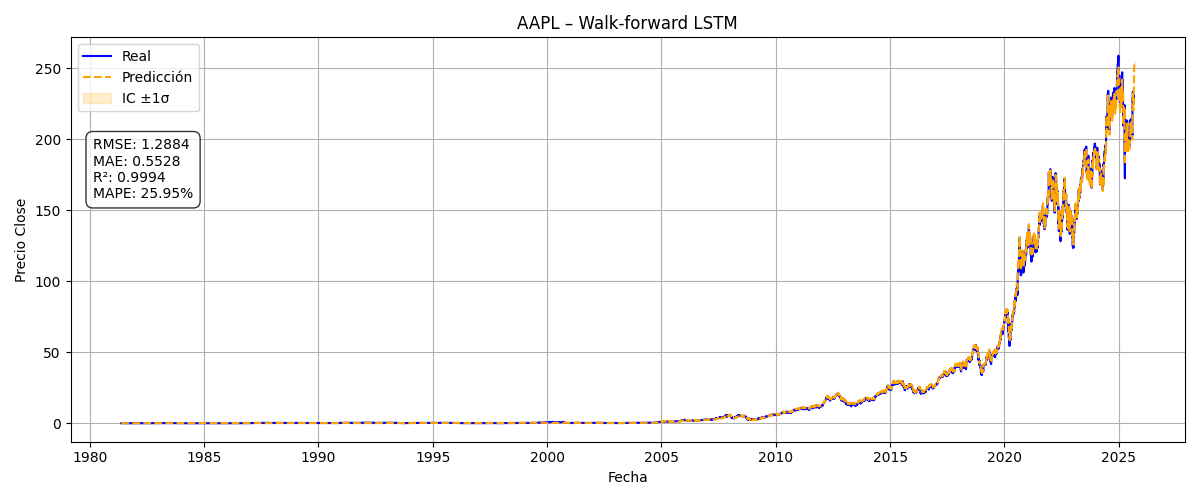 AAPL – Walk-forward LSTM
Real
Predicción
IC ±1σ
RMSE: 1.2884
MAE: 0.5528
R²: 0.9994
MAPE: 25.95%
Precio Close
250
200
150
100
50
0
1980 1985 1990 1995 2000 2005 2010 2015 2020 2025
Fecha